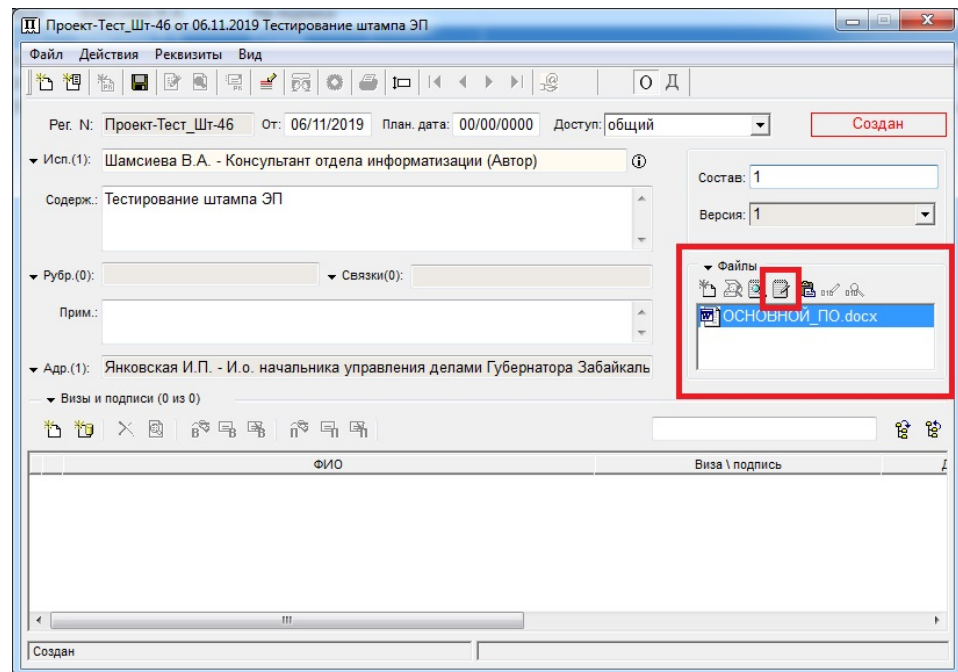 Проект-Тест_Шт-46 от 06.11.2019 Тестирование штампа ЭП
Файл Действия Реквизиты Вид
О Д
Рег. N: Проект-Тест_Шт-46 От: 06/11/2019 План. дата: 00/00/0000 Доступ: общий Создан
Исп.(1): Шамсиева В.А. - Консультант отдела информатизации (Автор)
Состав: 1
Содерж.: Тестирование штампа ЭП
Версия: 1
Файлы
Рубр.(0): Связки(0):
Прим.:
ОСНОВНОЙ_ПО.docx
Адр.(1): Янковская И.П. - И.о. начальника управления делами Губернатора Забайкаль
Визы и подписи (0 из 0)
ФИО Виза \ подпись
Создан